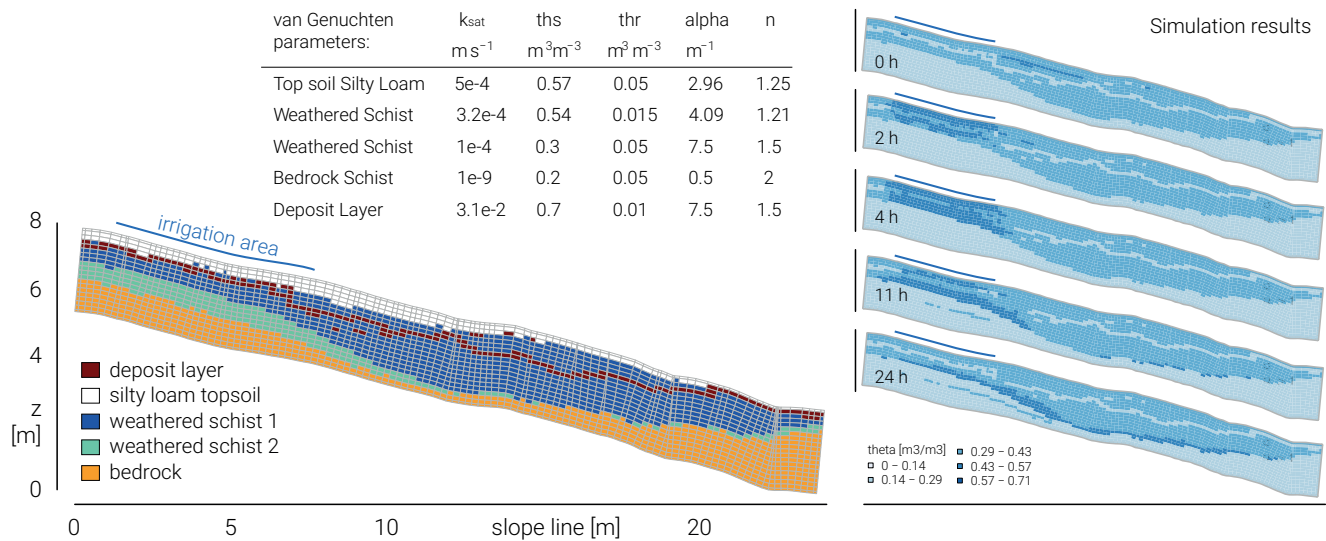 van Genuchten parameters:
ksat ths thr alpha n
m s⁻¹ m³m⁻³ m³ m⁻³ m⁻¹
Top soil Silty Loam 5e-4 0.57 0.05 2.96 1.25
Weathered Schist 3.2e-4 0.54 0.015 4.09 1.21
Weathered Schist 1e-4 0.3 0.05 7.5 1.5
Bedrock Schist 1e-9 0.2 0.05 0.5 2
Deposit Layer 3.1e-2 0.7 0.01 7.5 1.5
irrigation area
8
6
4
z
[m]
0
deposit layer
silty loam topsoil
weathered schist 1
weathered schist 2
bedrock
0 5 10 slope line [m] 20
Simulation results
0 h
2 h
4 h
11 h
24 h
theta [m3/m3]
0 – 0.14
0.14 – 0.29
0.29 – 0.43
0.43 – 0.57
0.57 – 0.71